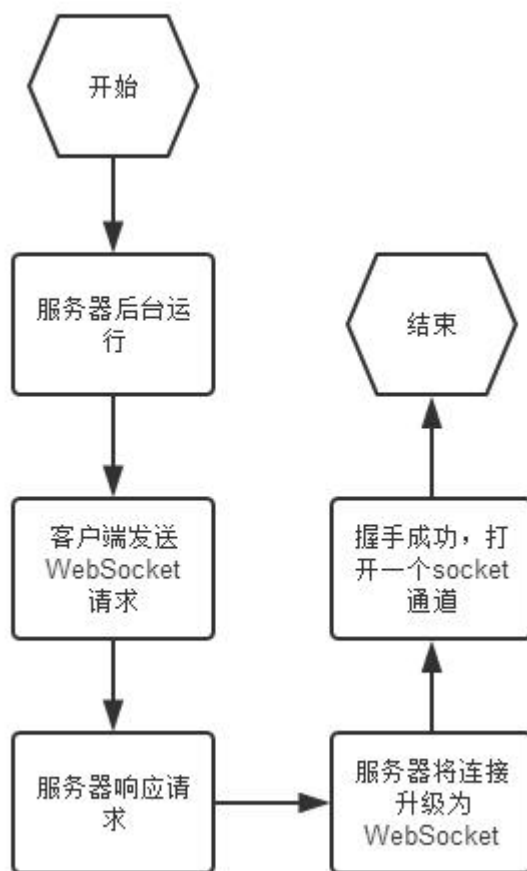 开始
服务器后台运
行
客户端发送
WebSocket
请求
服务器响应请
求
服务器将连接
升级为
WebSocket
握手成功，打
开一个socket
通道
结束